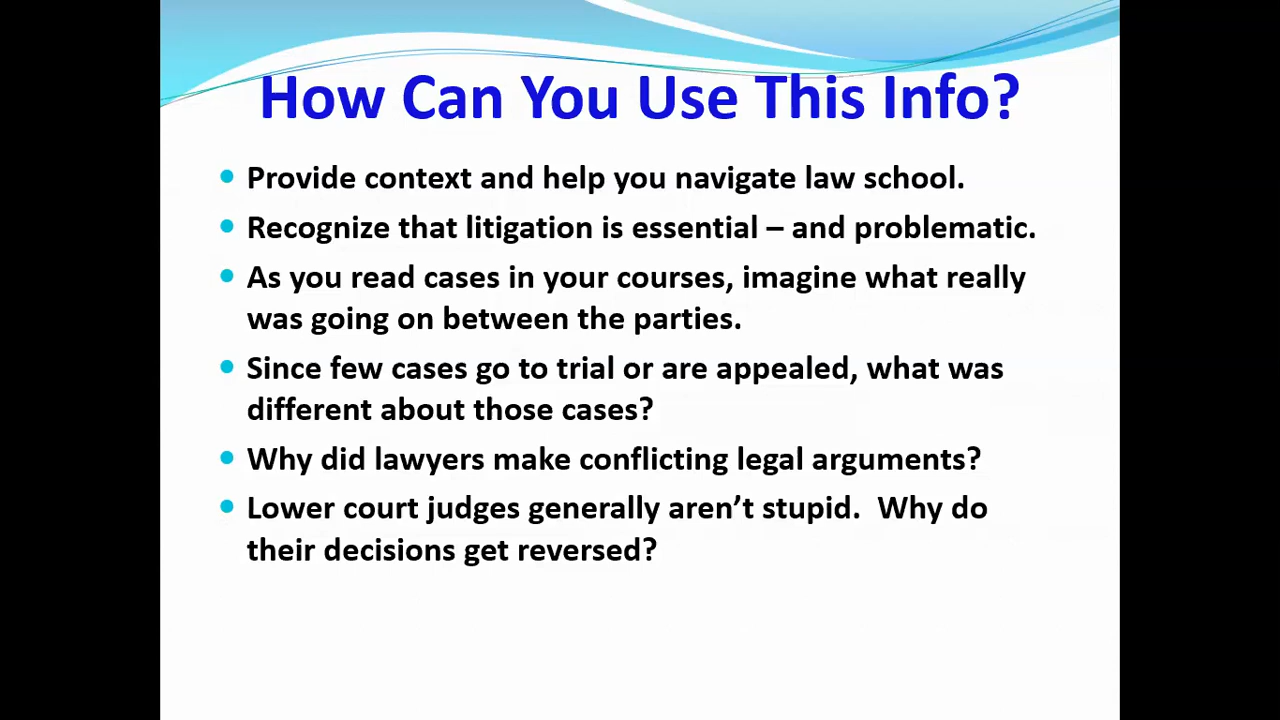 How Can You Use This Info?
• Provide context and help you navigate law school.
• Recognize that litigation is essential – and problematic.
• As you read cases in your courses, imagine what really
was going on between the parties.
• Since few cases go to trial or are appealed, what was
different about those cases?
• Why did lawyers make conflicting legal arguments?
• Lower court judges generally aren’t stupid.  Why do
their decisions get reversed?